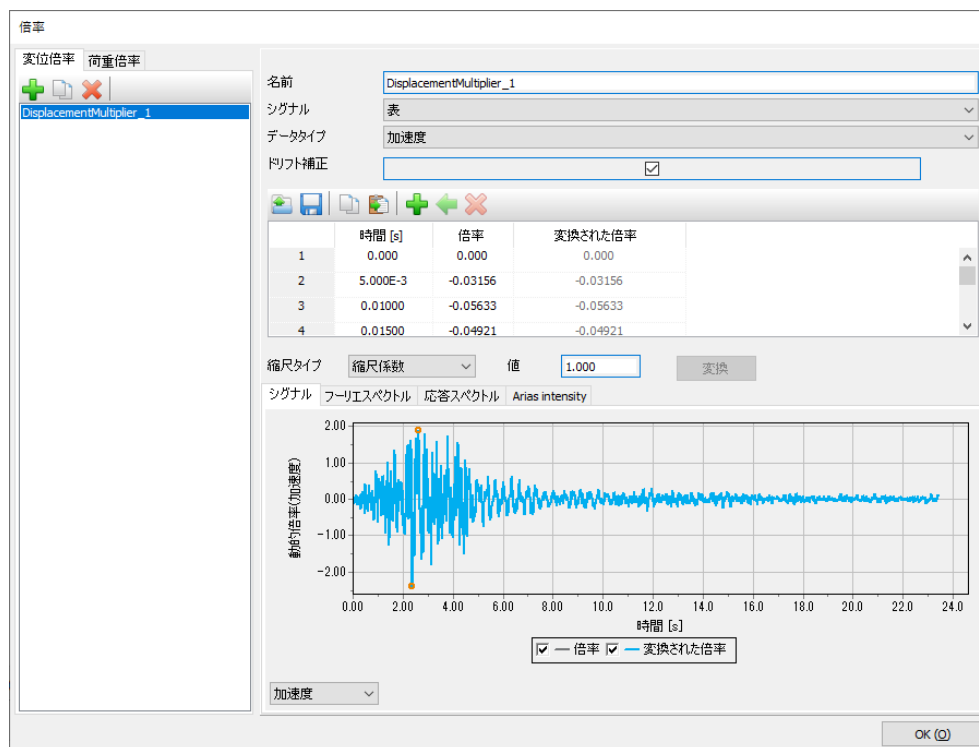 倍率
変位倍率 荷重倍率
DisplacementMultiplier_1
名前 DisplacementMultiplier_1
シグナル 表
データタイプ 加速度
ドリフト補正
時間 [s] 倍率 変換された倍率
1 0.000 0.000 0.000
2 5.000E-3 -0.03156 -0.03156
3 0.01000 -0.05633 -0.05633
4 0.01500 -0.04921 -0.04921
縮尺タイプ 縮尺係数 値 1.000 変換
シグナル フーリエスペクトル 応答スペクトル Arias intensity
動的倍率(加速度)
2.00
1.00
0.00
-1.00
-2.00
0.00 2.00 4.00 6.00 8.00 10.0 12.0 14.0 16.0 18.0 20.0 22.0 24.0
時間 [s]
倍率 変換された倍率
加速度
OK (O)